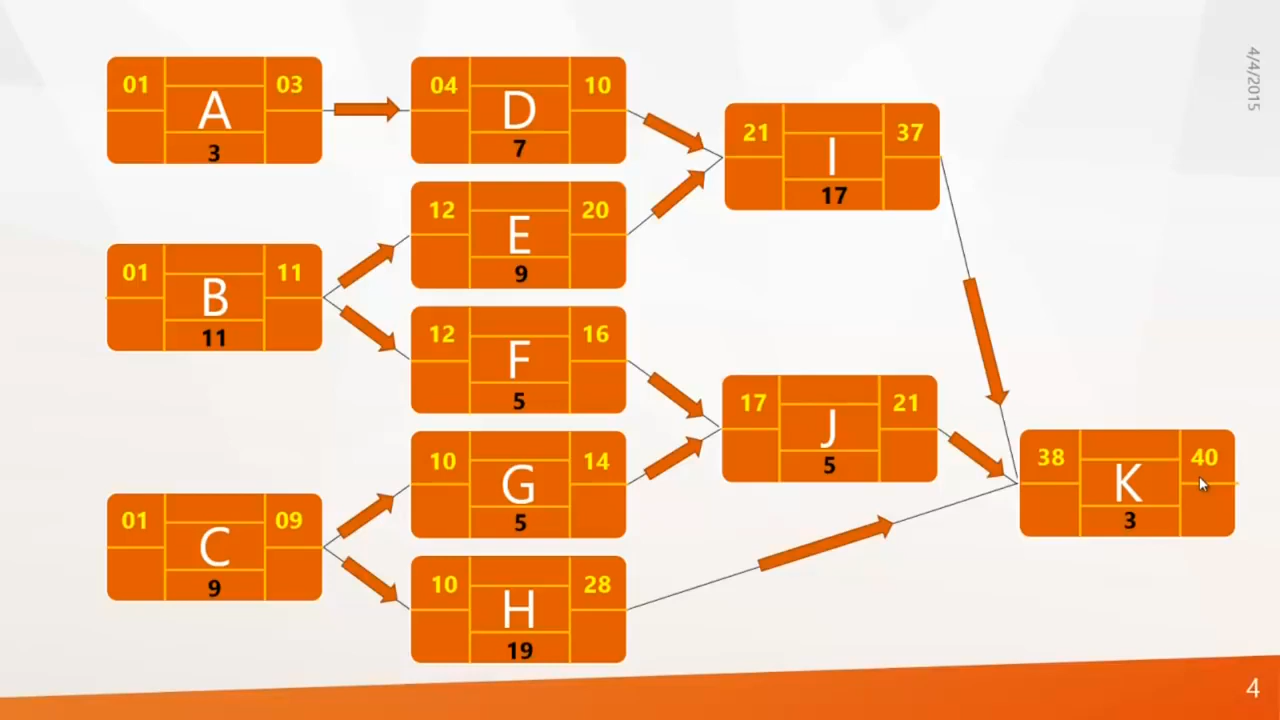 4/4/2015
01 A 03
3
04 D 10
7
21 I 37
17
12 E 20
9
01 B 11
11
12 F 16
5
17 J 21
5
10 G 14
5
38 K 40
3
01 C 09
9
10 H 28
19
4